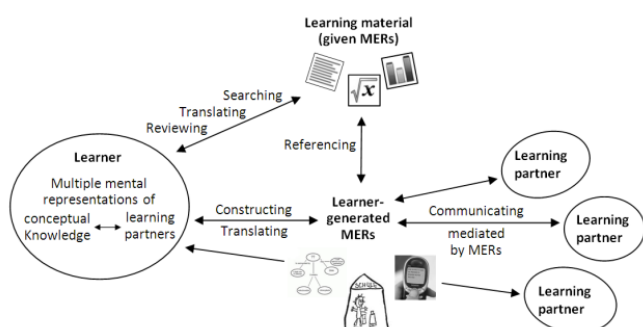 Learning material
(given MERs)
√x
Searching
Translating
Reviewing
Referencing
Learner
Multiple mental
representations of
conceptual
Knowledge
learning
partners
Constructing
Translating
Learner-
generated
MERs
Communicating
mediated
by MERs
Learning
partner
Learning
partner
Learning
partner